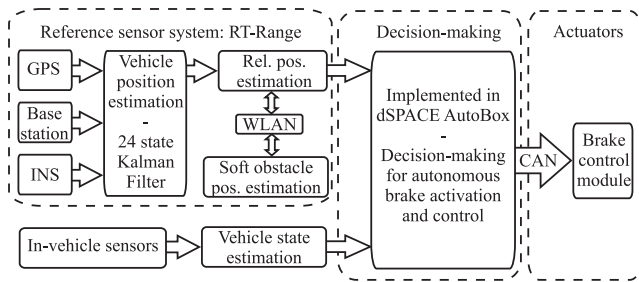 Reference sensor system: RT-Range
Decision-making
Actuators
GPS
Base
station
INS
Vehicle
position
estimation
-
24 state
Kalman
Filter
Rel. pos.
estimation
WLAN
Soft obstacle
pos. estimation
Implemented in
dSPACE AutoBox
-
Decision-making
for autonomous
brake activation
and control
CAN
Brake
control
module
In-vehicle sensors
Vehicle state
estimation